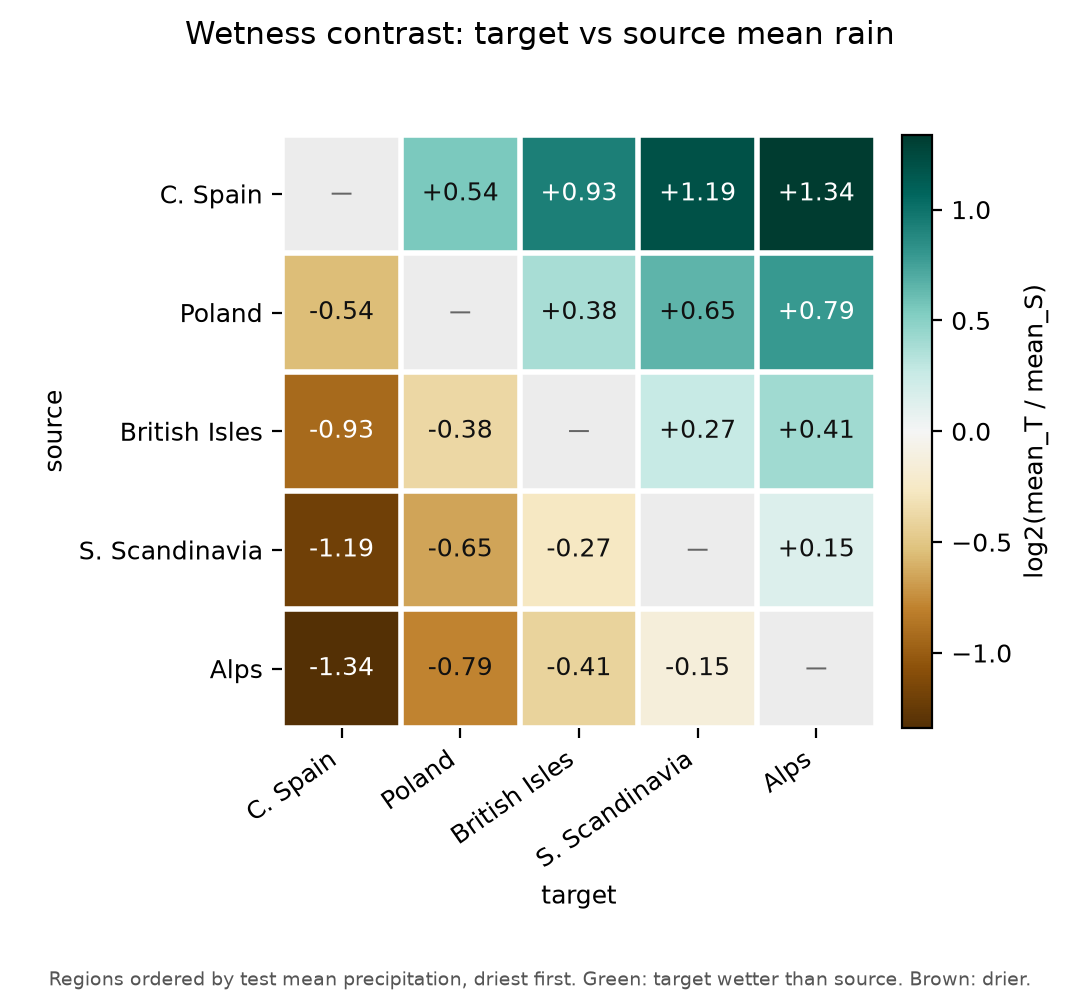 Wetness contrast: target vs source mean rain
C. Spain — +0.54 +0.93 +1.19 +1.34
Poland -0.54 — +0.38 +0.65 +0.79
British Isles -0.93 -0.38 — +0.27 +0.41
S. Scandinavia -1.19 -0.65 -0.27 — +0.15
Alps -1.34 -0.79 -0.41 -0.15 —
source
C. Spain Poland British Isles S. Scandinavia Alps
target
1.0
0.5
0.0
−0.5
−1.0
log2(mean_T / mean_S)
Regions ordered by test mean precipitation, driest first. Green: target wetter than source. Brown: drier.